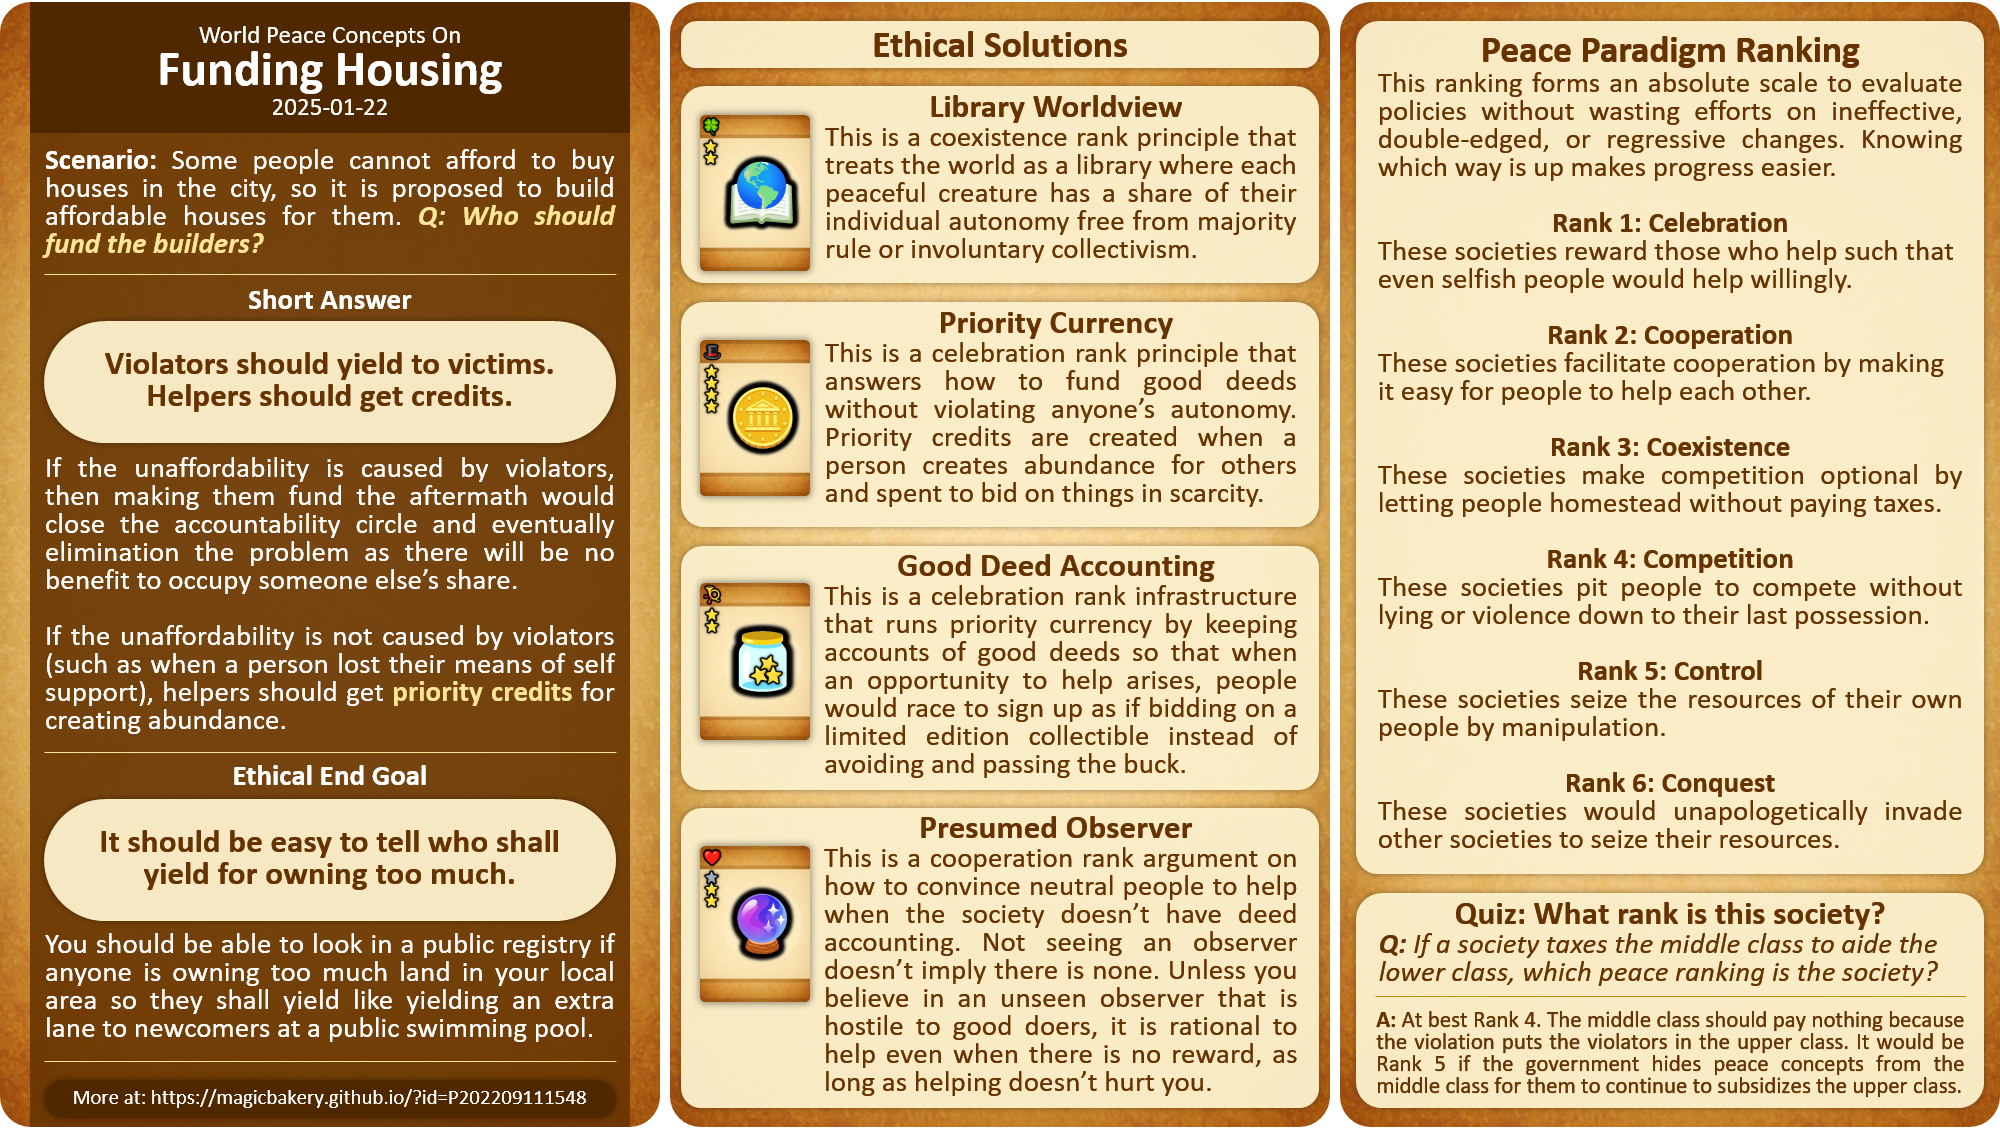 World Peace Concepts On
Funding Housing
2025-01-22
Scenario: Some people cannot afford to buy
houses in the city, so it is proposed to build
affordable houses for them. Q: Who should
fund the builders?
Short Answer
Violators should yield to victims.
Helpers should get credits.
If the unaffordability is caused by violators,
then making them fund the aftermath would
close the accountability circle and eventually
elimination the problem as there will be no
benefit to occupy someone else's share.
If the unaffordability is not caused by violators
(such as when a person lost their means of self
support), helpers should get priority credits for
creating abundance.
Ethical End Goal
It should be easy to tell who shall
yield for owning too much.
You should be able to look in a public registry if
anyone is owning too much land in your local
area so they shall yield like yielding an extra
lane to newcomers at a public swimming pool.
More at: https://magicbakery.github.io/?id=P202209111548
Ethical Solutions
Library Worldview
This is a coexistence rank principle that
treats the world as a library where each
peaceful creature has a share of their
individual autonomy free from majority
rule or involuntary collectivism.
Priority Currency
This is a celebration rank principle that
answers how to fund good deeds
without violating anyone's autonomy.
Priority credits are created when a
person creates abundance for others
and spent to bid on things in scarcity.
Good Deed Accounting
This is a celebration rank infrastructure
that runs priority currency by keeping
accounts of good deeds so that when
an opportunity to help arises, people
would race to sign up as if bidding on a
limited edition collectible instead of
avoiding and passing the buck.
Presumed Observer
This is a cooperation rank argument on
how to convince neutral people to help
when the society doesn't have deed
accounting. Not seeing an observer
doesn't imply there is none. Unless you
believe in an unseen observer that is
hostile to good doers, it is rational to
help even when there is no reward, as
long as helping doesn't hurt you.
Peace Paradigm Ranking
This ranking forms an absolute scale to evaluate
policies without wasting efforts on ineffective,
double-edged, or regressive changes. Knowing
which way is up makes progress easier.
Rank 1: Celebration
These societies reward those who help such that
even selfish people would help willingly.
Rank 2: Cooperation
These societies facilitate cooperation by making
it easy for people to help each other.
Rank 3: Coexistence
These societies make competition optional by
letting people homestead without paying taxes.
Rank 4: Competition
These societies pit people to compete without
lying or violence down to their last possession.
Rank 5: Control
These societies seize the resources of their own
people by manipulation.
Rank 6: Conquest
These societies would unapologetically invade
other societies to seize their resources.
Quiz: What rank is this society?
Q: If a society taxes the middle class to aide the
lower class, which peace ranking is the society?
A: At best Rank 4. The middle class should pay nothing because
the violation puts the violators in the upper class. It would be
Rank 5 if the government hides peace concepts from the
middle class for them to continue to subsidizes the upper class.